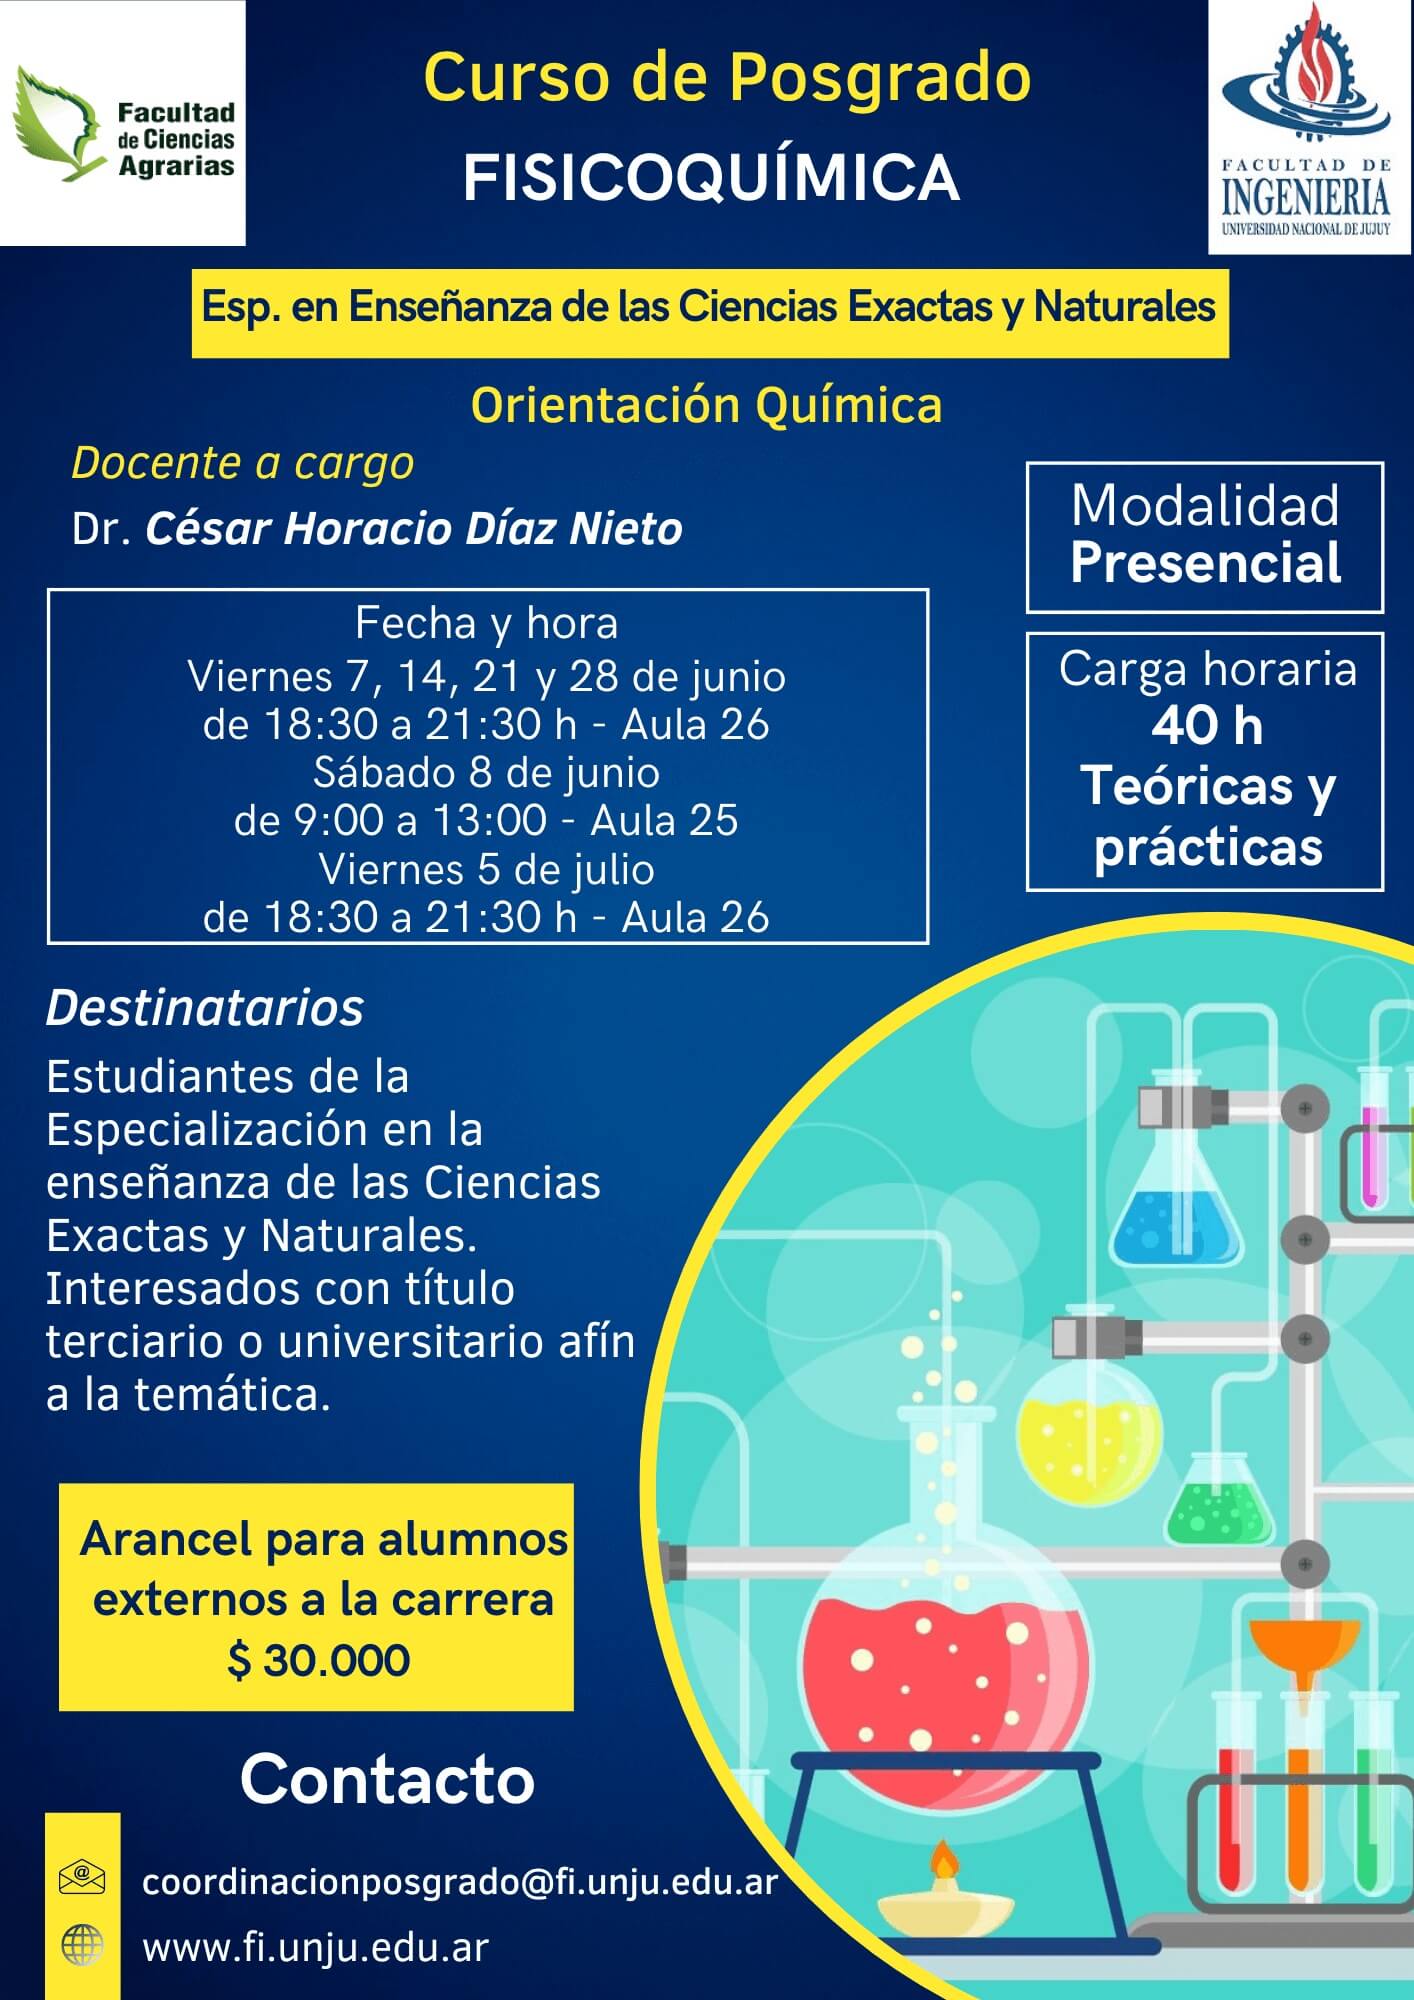 Facultad
de Ciencias
Agrarias
Curso de Posgrado
FISICOQUÍMICA
FACULTAD DE
INGENIERIA
UNIVERSIDAD NACIONAL DE JUJUY
Esp. en Enseñanza de las Ciencias Exactas y Naturales
Orientación Química
Docente a cargo
Dr. César Horacio Díaz Nieto
Modalidad
Presencial
Fecha y hora
Viernes 7, 14, 21 y 28 de junio
de 18:30 a 21:30 h - Aula 26
Sábado 8 de junio
de 9:00 a 13:00 - Aula 25
Viernes 5 de julio
de 18:30 a 21:30 h - Aula 26
Carga horaria
40 h
Teóricas y
prácticas
Destinatarios
Estudiantes de la
Especialización en la
enseñanza de las Ciencias
Exactas y Naturales.
Interesados con título
terciario o universitario afín
a la temática.
Arancel para alumnos
externos a la carrera
$ 30.000
Contacto
@
coordinacionposgrado@fi.unju.edu.ar
www.fi.unju.edu.ar